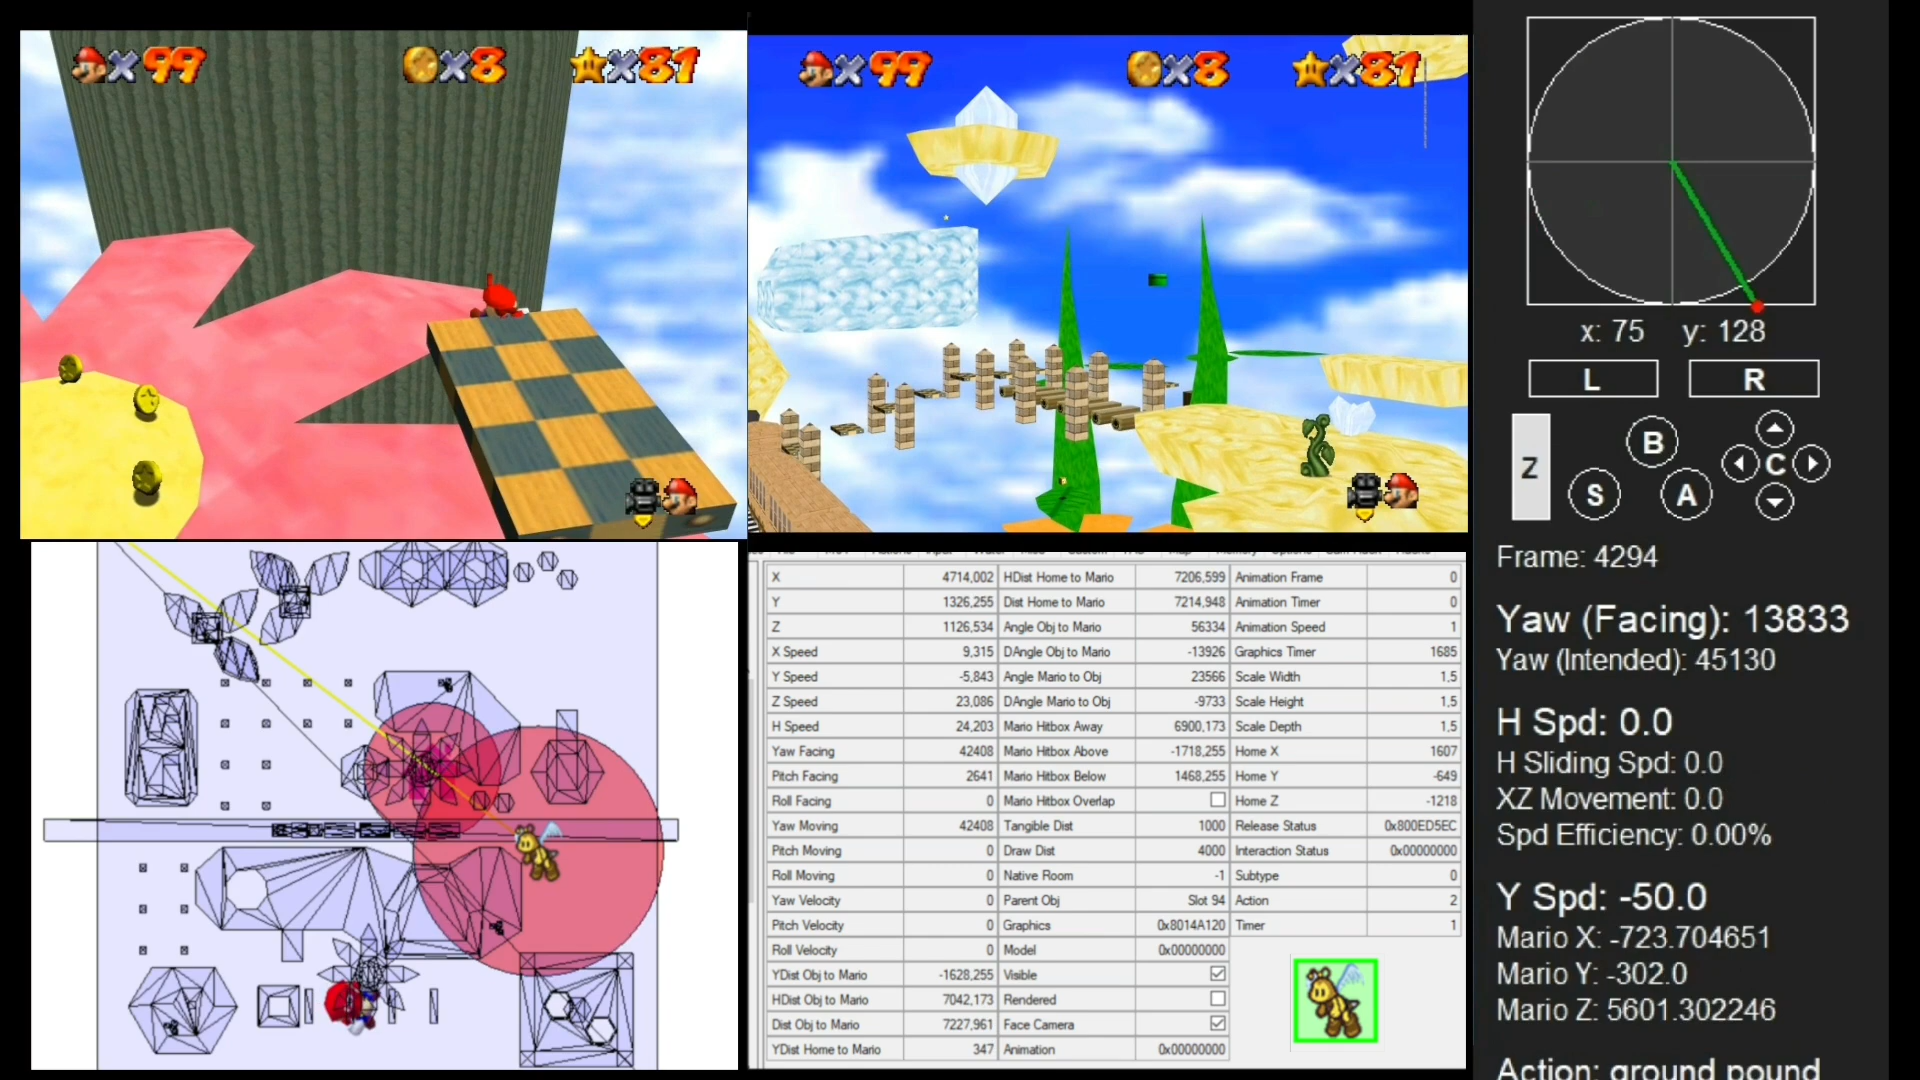 x 99 x 8 x 81
x 99 x 8 x 81
x: 75 y: 128
L R
Z B C S A
Frame: 4294
Yaw (Facing): 13833
Yaw (Intended): 45130
H Spd: 0.0
H Sliding Spd: 0.0
XZ Movement: 0.0
Spd Efficiency: 0.00%
Y Spd: -50.0
Mario X: -723.704651
Mario Y: -302.0
Mario Z: 5601.302246
Action: ground pound
X 4714,002 HDist Home to Mario 7206,599 Animation Frame 0
Y 1326,255 Dist Home to Mario 7214,948 Animation Timer 0
Z 1126,534 Angle Obj to Mario 56334 Animation Speed 1
X Speed 9,315 DAngle Obj to Mario -13926 Graphics Timer 1685
Y Speed -5,843 Angle Mario to Obj 23566 Scale Width 1,5
Z Speed 23,086 DAngle Mario to Obj -9733 Scale Height 1,5
H Speed 24,203 Mario Hitbox Away 6900,173 Scale Depth 1,5
Yaw Facing 42408 Mario Hitbox Above -1718,255 Home X 1607
Pitch Facing 2641 Mario Hitbox Below 1468,255 Home Y -649
Roll Facing 0 Mario Hitbox Overlap Home Z -1218
Yaw Moving 42408 Tangible Dist 1000 Release Status 0x800ED5EC
Pitch Moving 0 Draw Dist 4000 Interaction Status 0x00000000
Roll Moving 0 Native Room -1 Subtype 0
Yaw Velocity 0 Parent Obj Slot 94 Action 2
Pitch Velocity 0 Graphics 0x8014A120 Timer 1
Roll Velocity 0 Model 0x00000000
YDist Obj to Mario -1628,255 Visible
HDist Obj to Mario 7042,173 Rendered
Dist Obj to Mario 7227,961 Face Camera
YDist Home to Mario 347 Animation 0x00000000